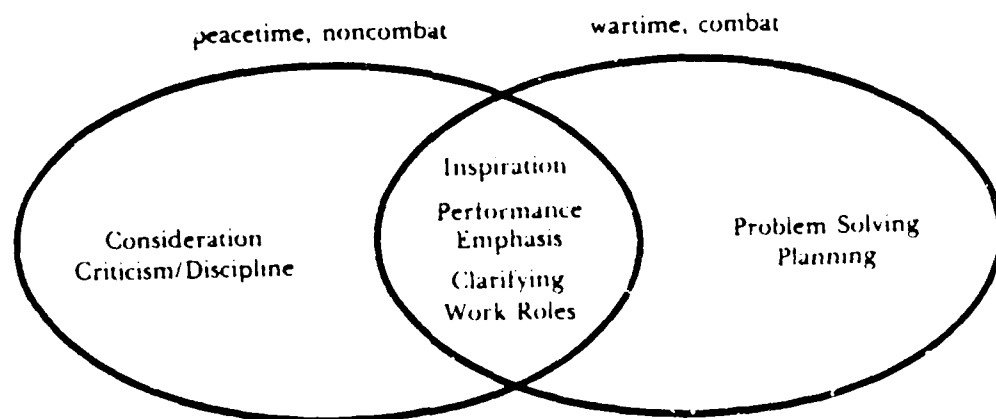 peacetime, noncombat
wartime, combat
Consideration
Criticism/Discipline
Inspiration
Performance
Emphasis
Clarifying
Work Roles
Problem Solving
Planning